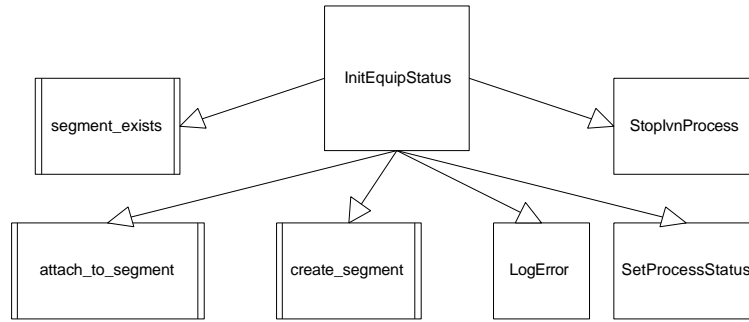 InitEquipStatus
segment_exists
StopIvnProcess
attach_to_segment
create_segment
LogError
SetProcessStatus